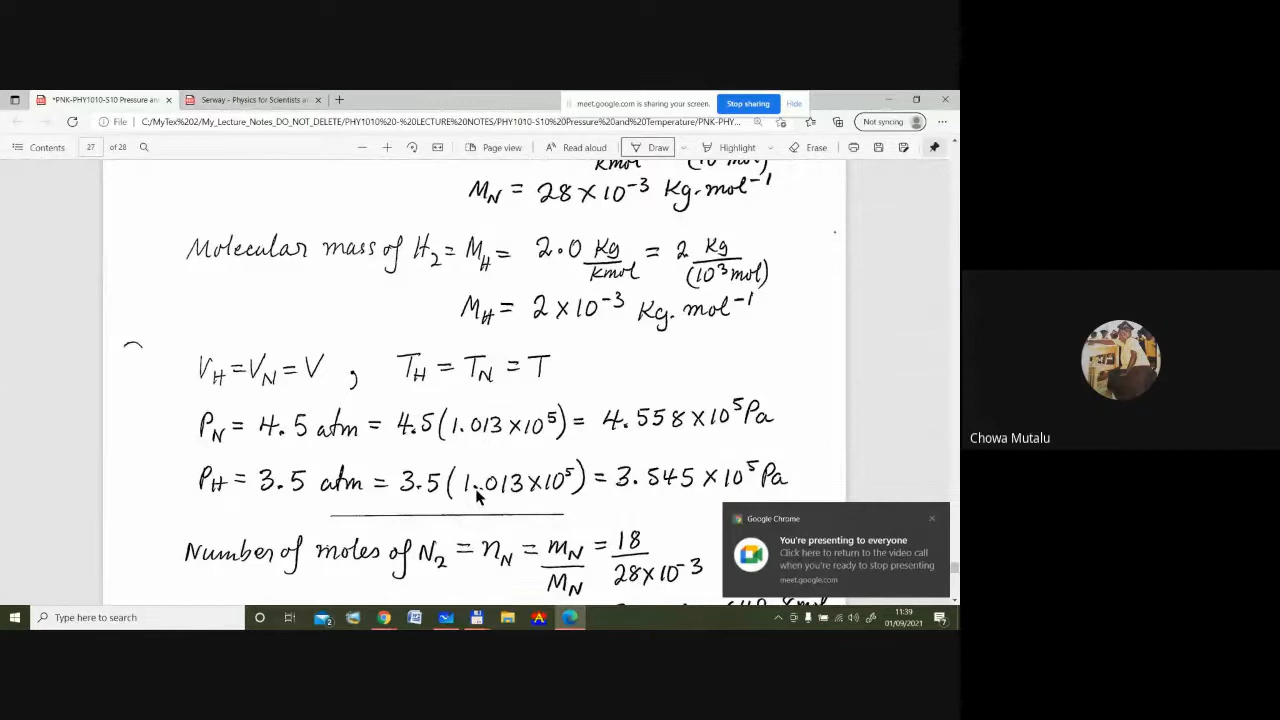 *PNK-PHY1010-S10 Pressure an
Serway - Physics for Scientists a
meet.google.com is sharing your screen.
Stop sharing
Hide
File
C:/MyTex%202/My_Lecture_Notes_DO_NOT_DELETE/PHY1010%20-%20LECTURE%20NOTES/PHY1010-S10%20Pressure%20and%20Temperature/PNK-PHY...
Not syncing
Contents
27
of 28
Page view
Read aloud
Draw
Highlight
Erase
kmol (10³mol)
M_N = 28×10⁻³ Kg.mol⁻¹
Molecular mass of H₂ = M_H = 2.0 Kg/kmol = 2 Kg/(10³mol)
M_H = 2×10⁻³ Kg.mol⁻¹
V_H = V_N = V , T_H = T_N = T
P_N = 4.5 atm = 4.5(1.013×10⁵) = 4.558×10⁵Pa
P_H = 3.5 atm = 3.5(1.013×10⁵) = 3.545×10⁵Pa
Number of moles of N₂ = n_N = m_N/M_N = 18/28×10⁻³
Google Chrome
You're presenting to everyone
Click here to return to the video call
when you're ready to stop presenting
meet.google.com
Chowa Mutalu
Type here to search
2
W
11:39
01/09/2021
7